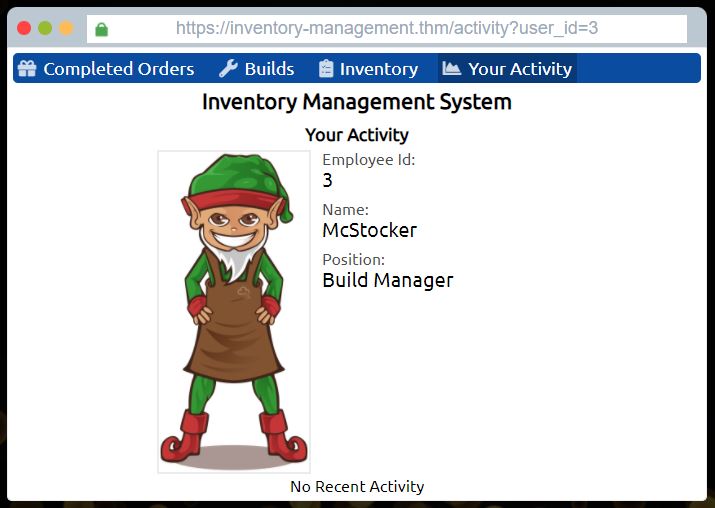 https://inventory-management.thm/activity?user_id=3
Completed Orders Builds Inventory Your Activity
Inventory Management System
Your Activity
Employee Id:
3
Name:
McStocker
Position:
Build Manager
No Recent Activity